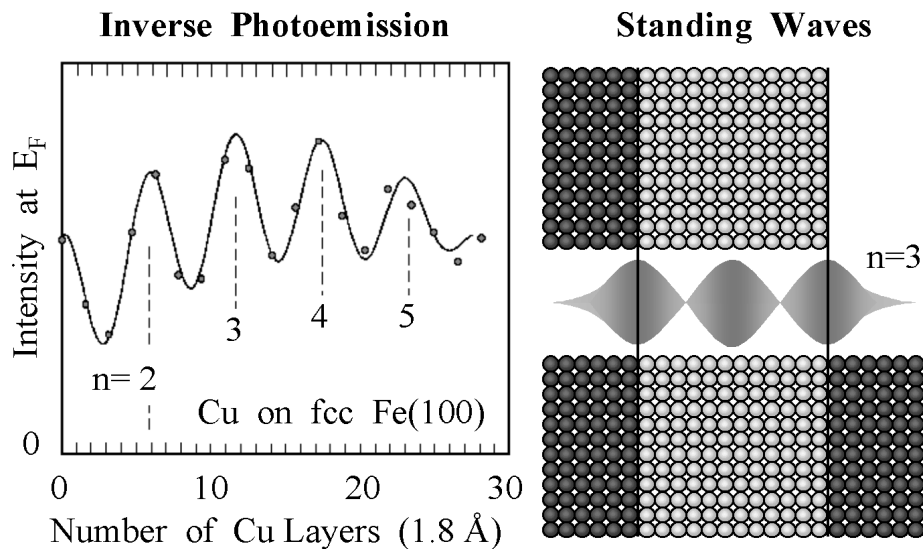 Inverse Photoemission
Standing Waves
Intensity at E_F
n= 2
3
4
5
Cu on fcc Fe(100)
0
0
10
20
30
Number of Cu Layers (1.8 Å)
n=3